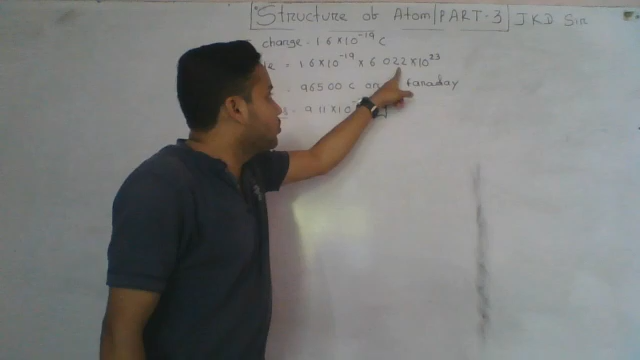 Structure of Atom PART-3 JKD Sir
charge = 1.6 × 10⁻¹⁹ C
= 1.6 × 10⁻¹⁹ × 6.022 × 10²³
= 96500 C or faraday
9.11 × 10